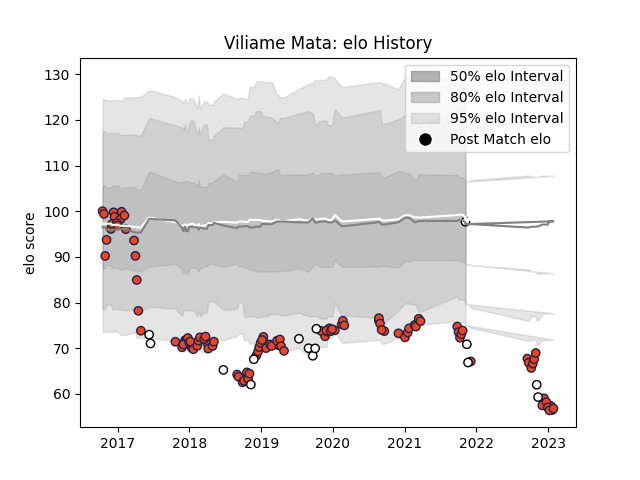 Viliame Mata: elo History
50% elo Interval
80% elo Interval
95% elo Interval
Post Match elo
elo score
130
120
110
100
90
80
70
60
2017
2018
2019
2020
2021
2022
2023